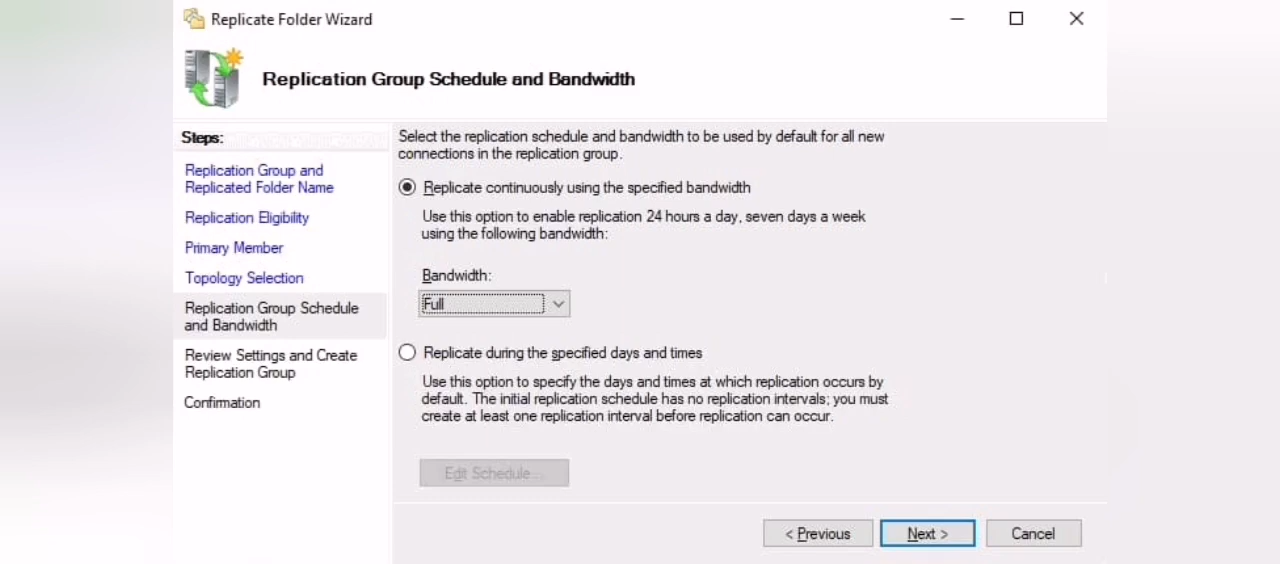 Replicate Folder Wizard
Replication Group Schedule and Bandwidth
Steps:
Replication Group and
Replicated Folder Name
Replication Eligibility
Primary Member
Topology Selection
Replication Group Schedule
and Bandwidth
Review Settings and Create
Replication Group
Confirmation
Select the replication schedule and bandwidth to be used by default for all new
connections in the replication group.
Replicate continuously using the specified bandwidth
Use this option to enable replication 24 hours a day, seven days a week
using the following bandwidth:
Bandwidth:
Full
Replicate during the specified days and times
Use this option to specify the days and times at which replication occurs by
default. The initial replication schedule has no replication intervals; you must
create at least one replication interval before replication can occur.
Edit Schedule...
< Previous
Next >
Cancel